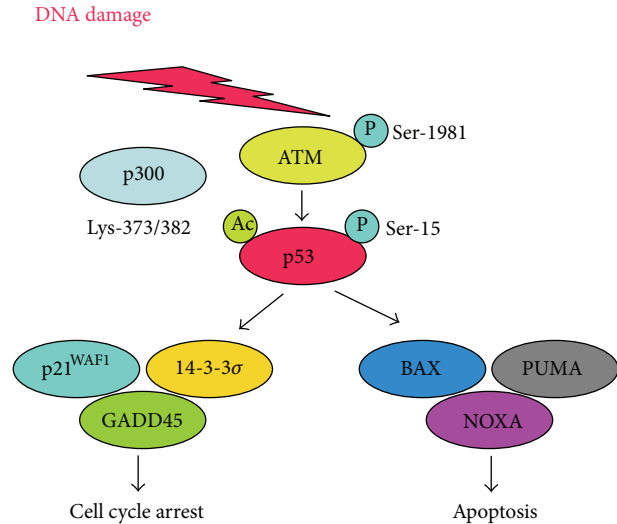 DNA damage
P
Ser-1981
ATM
p300
Lys-373/382
Ac
P
Ser-15
p53
p21WAF1
14-3-3σ
BAX
PUMA
GADD45
NOXA
Cell cycle arrest
Apoptosis